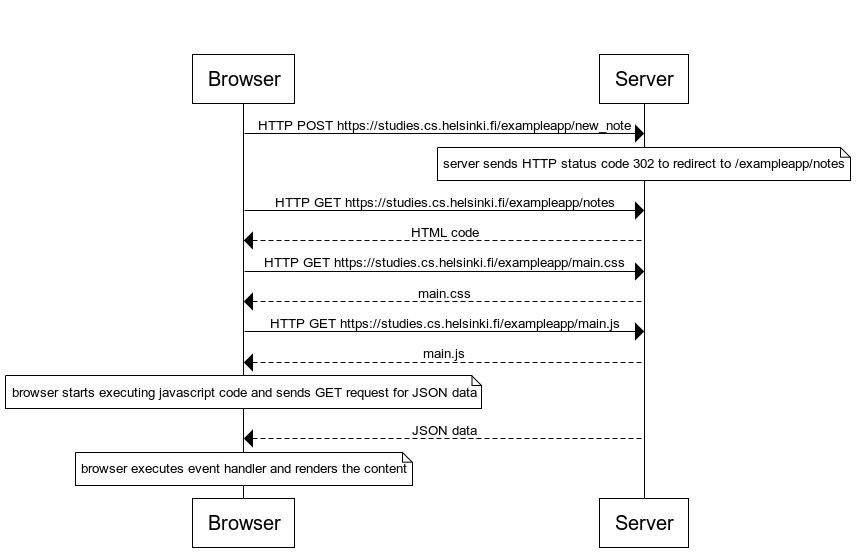 Browser Server
HTTP POST https://studies.cs.helsinki.fi/exampleapp/new_note
server sends HTTP status code 302 to redirect to /exampleapp/notes
HTTP GET https://studies.cs.helsinki.fi/exampleapp/notes
HTML code
HTTP GET https://studies.cs.helsinki.fi/exampleapp/main.css
main.css
HTTP GET https://studies.cs.helsinki.fi/exampleapp/main.js
main.js
browser starts executing javascript code and sends GET request for JSON data
JSON data
browser executes event handler and renders the content
Browser Server